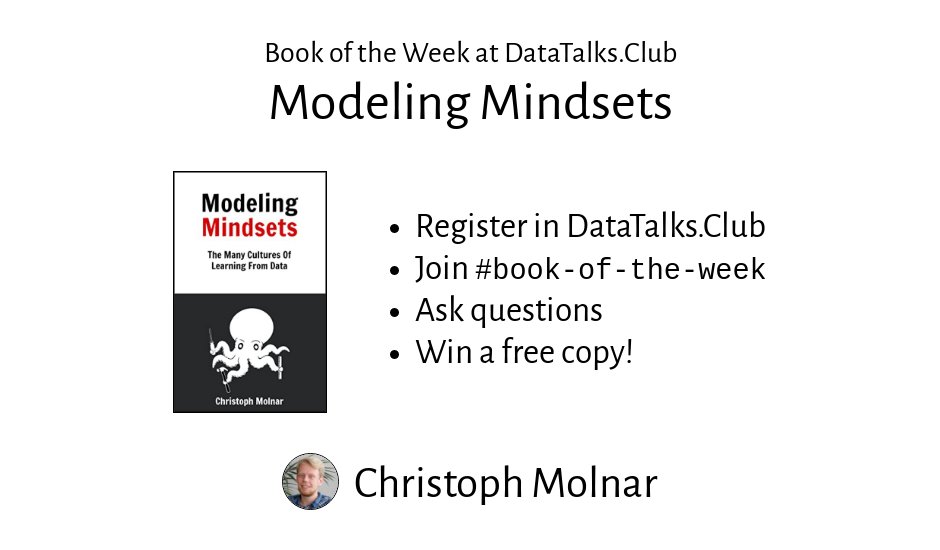 Book of the Week at DataTalks.Club
Modeling Mindsets
Modeling
Mindsets
The Many Cultures Of
Learning From Data
Christoph Molnar
• Register in DataTalks.Club
• Join #book-of-the-week
• Ask questions
• Win a free copy!
Christoph Molnar